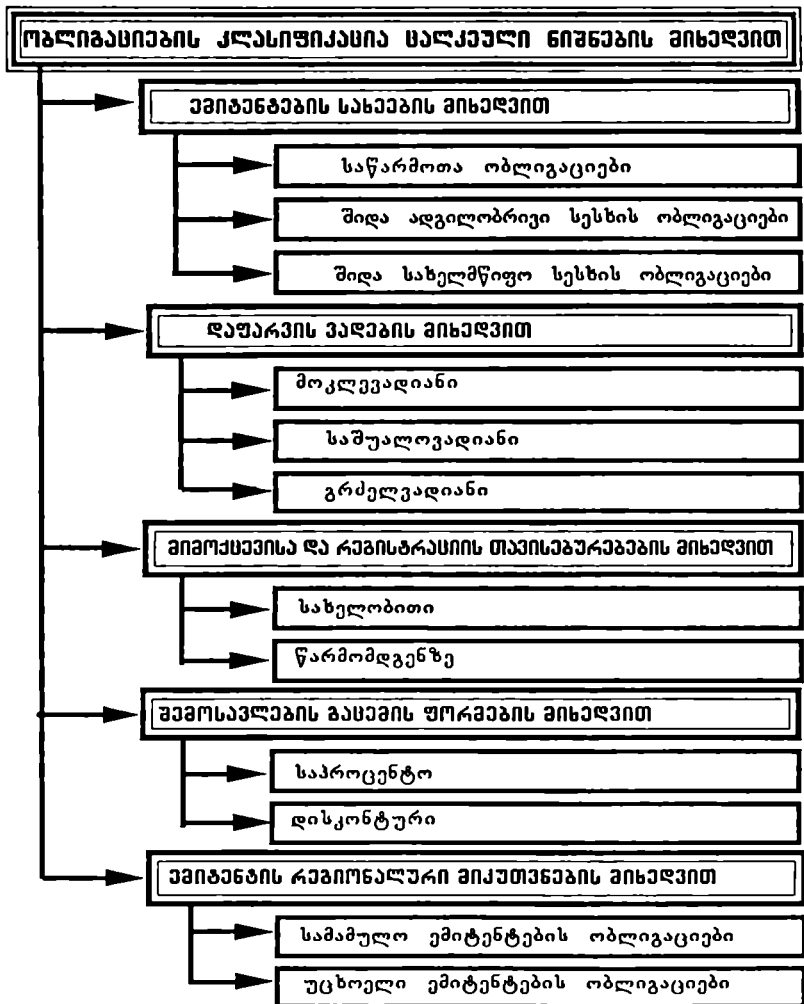 ობლიგაციების კლასიფიკაცია ცალკეული ნიშნების მიხედვით
ემიტენტების სახეების მიხედვით
საწარმოთა ობლიგაციები
შიდა ადგილობრივი სესხის ობლიგაციები
შიდა სახელმწიფო სესხის ობლიგაციები
დაფარვის ვადების მიხედვით
მოკლევადიანი
საშუალოვადიანი
გრძელვადიანი
მიმოქცევისა და რეგისტრაციის თავისებურებების მიხედვით
სახელობითი
წარმომდგენზე
შემოსავლების გაცემის ფორმების მიხედვით
საპროცენტო
დისკონტური
ემიტენტის რეგიონალური მიკუთვნების მიხედვით
სამამულო ემიტენტების ობლიგაციები
უცხოელი ემიტენტების ობლიგაციები